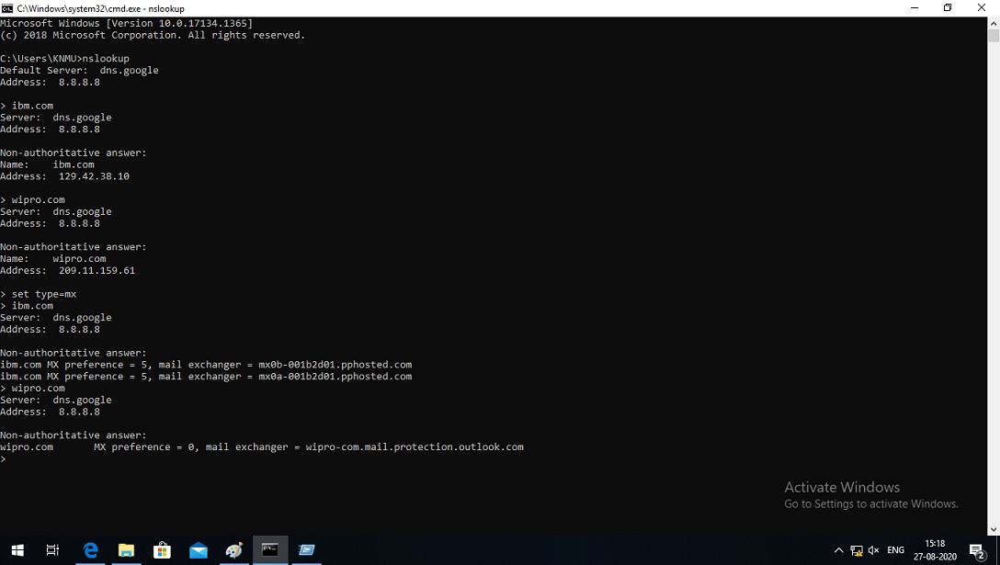 C:\Windows\system32\cmd.exe - nslookup
Microsoft Windows [Version 10.0.17134.1365]
(c) 2018 Microsoft Corporation. All rights reserved.
C:\Users\KNMU>nslookup
Default Server:  dns.google
Address:  8.8.8.8
> ibm.com
Server:  dns.google
Address:  8.8.8.8
Non-authoritative answer:
Name:    ibm.com
Address:  129.42.38.10
> wipro.com
Server:  dns.google
Address:  8.8.8.8
Non-authoritative answer:
Name:    wipro.com
Address:  209.11.159.61
> set type=mx
> ibm.com
Server:  dns.google
Address:  8.8.8.8
Non-authoritative answer:
ibm.com MX preference = 5, mail exchanger = mx0b-001b2d01.pphosted.com
ibm.com MX preference = 5, mail exchanger = mx0a-001b2d01.pphosted.com
> wipro.com
Server:  dns.google
Address:  8.8.8.8
Non-authoritative answer:
wipro.com       MX preference = 0, mail exchanger = wipro-com.mail.protection.outlook.com
>
Activate Windows
Go to Settings to activate Windows.
ENG
15:18
27-08-2020
2